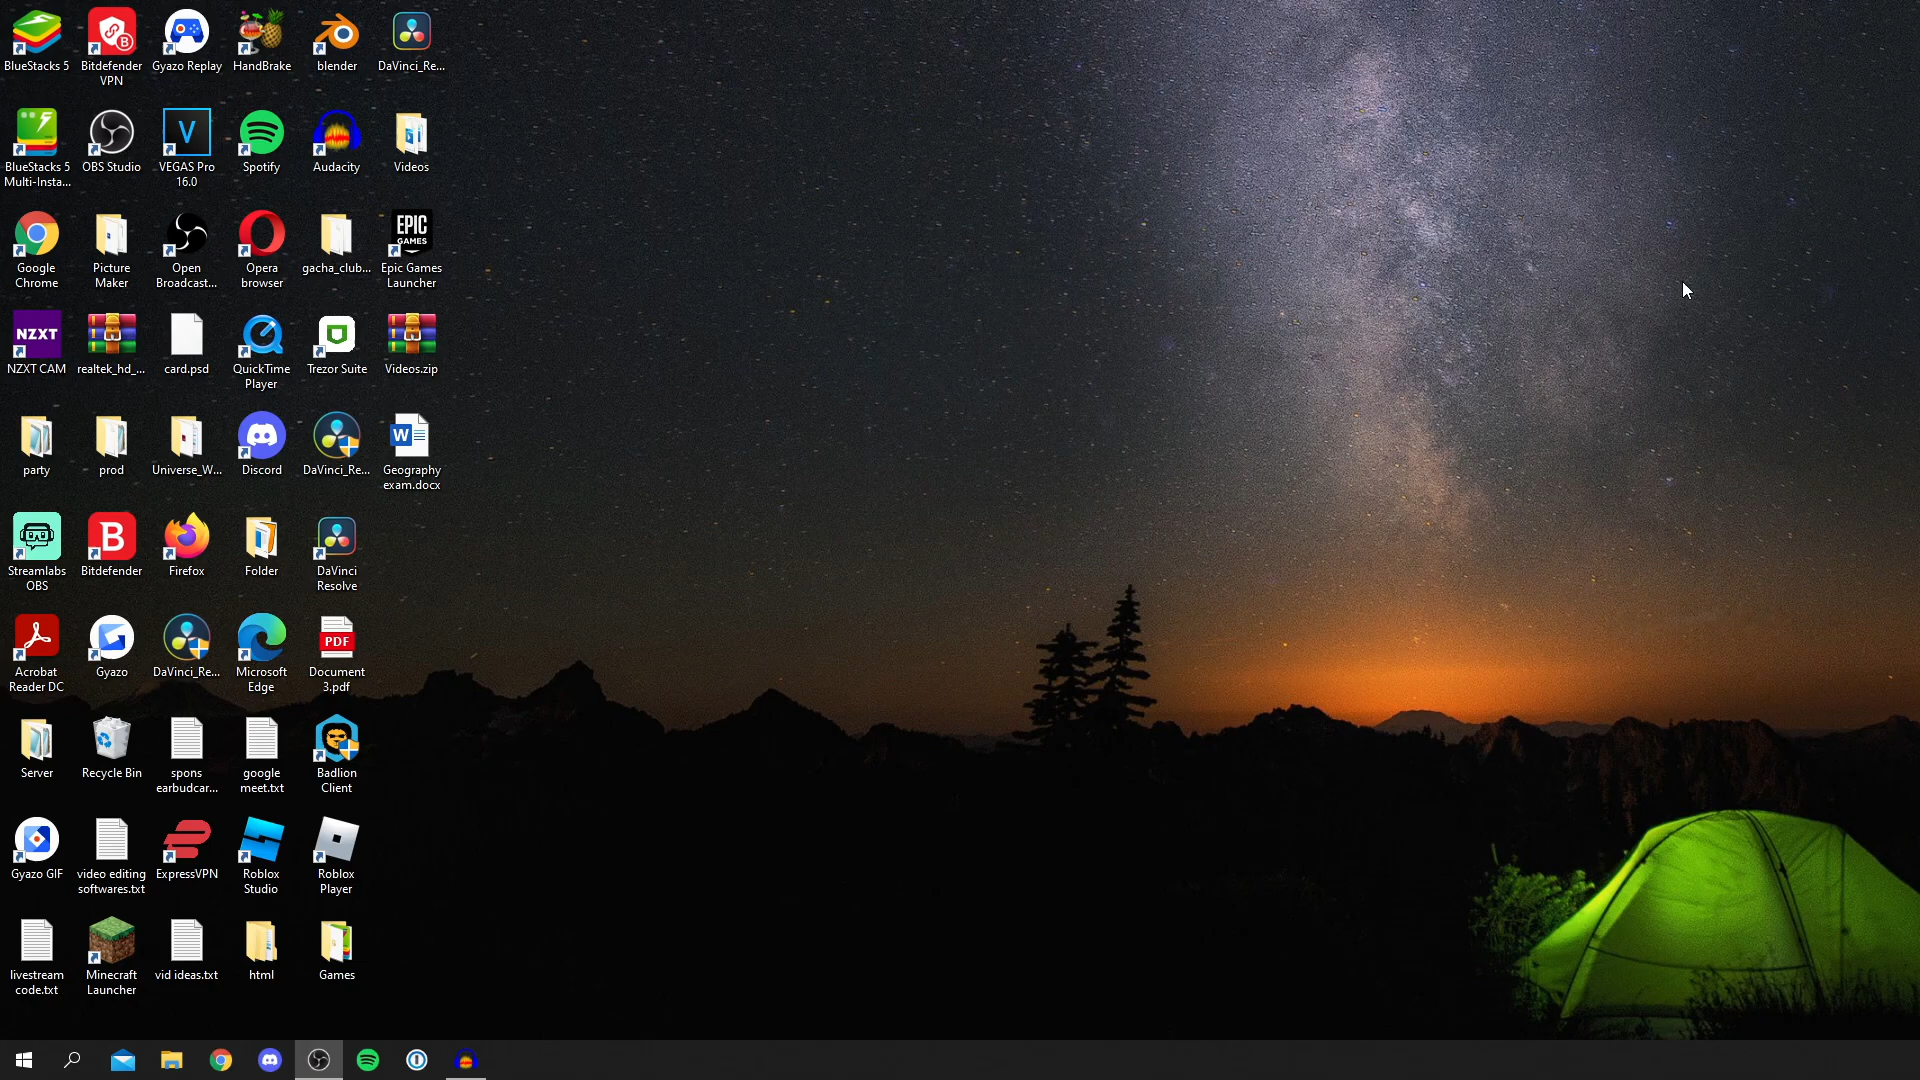 BlueStacks 5
Bitdefender
VPN
Gyazo Replay
HandBrake
blender
DaVinci_Re...
BlueStacks 5
Multi-Insta...
OBS Studio
V
VEGAS Pro
16.0
Spotify
Audacity
Videos
Google
Chrome
Picture
Maker
Open
Broadcast...
Opera
browser
gacha_club...
EPIC
GAMES
Epic Games
Launcher
NZXT
NZXT CAM
realtek_hd_...
card.psd
QuickTime
Player
Trezor Suite
Videos.zip
party
prod
Universe_W...
Discord
DaVinci_Re...
W
Geography
exam.docx
Streamlabs
OBS
B
Bitdefender
Firefox
Folder
DaVinci
Resolve
Acrobat
Reader DC
Gyazo
DaVinci_Re...
Microsoft
Edge
PDF
Document
3.pdf
Server
Recycle Bin
spons
earbudcar...
google
meet.txt
Badlion
Client
Gyazo GIF
video editing
softwares.txt
ExpressVPN
Roblox
Studio
Roblox
Player
livestream
code.txt
Minecraft
Launcher
vid ideas.txt
html
Games